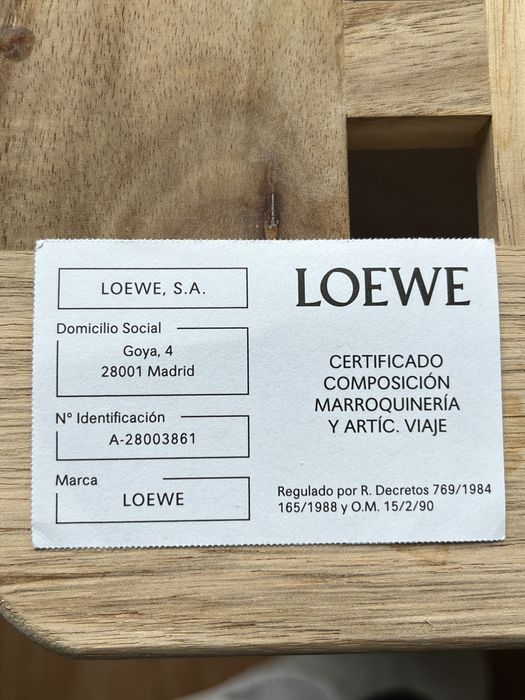 LOEWE, S.A.
Domicilio Social
Goya, 4
28001 Madrid
Nº Identificación
A-28003861
Marca
LOEWE
LOEWE
CERTIFICADO
COMPOSICIÓN
MARROQUINERÍA
Y ARTÍC. VIAJE
Regulado por R. Decretos 769/1984
165/1988 y O.M. 15/2/90